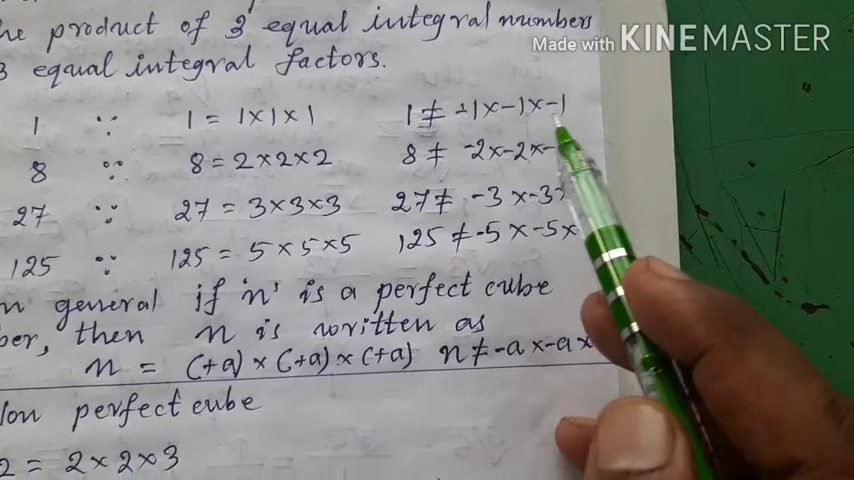 he product of 3 equal integral numbers
Made with KINEMASTER
3 equal integral factors.
1 ∵ 1 = 1×1×1 1 ≠ -1×-1×-1
8 ∵ 8 = 2×2×2 8 ≠ -2×-2×-
27 ∵ 27 = 3×3×3 27 ≠ -3×-3×
125 ∵ 125 = 5×5×5 125 ≠ -5×-5×
n general if 'n' is a perfect cube
ber, then n is written as
n = (+a)×(+a)×(+a) n ≠ -a×-a×
Non perfect cube
2 = 2×2×3